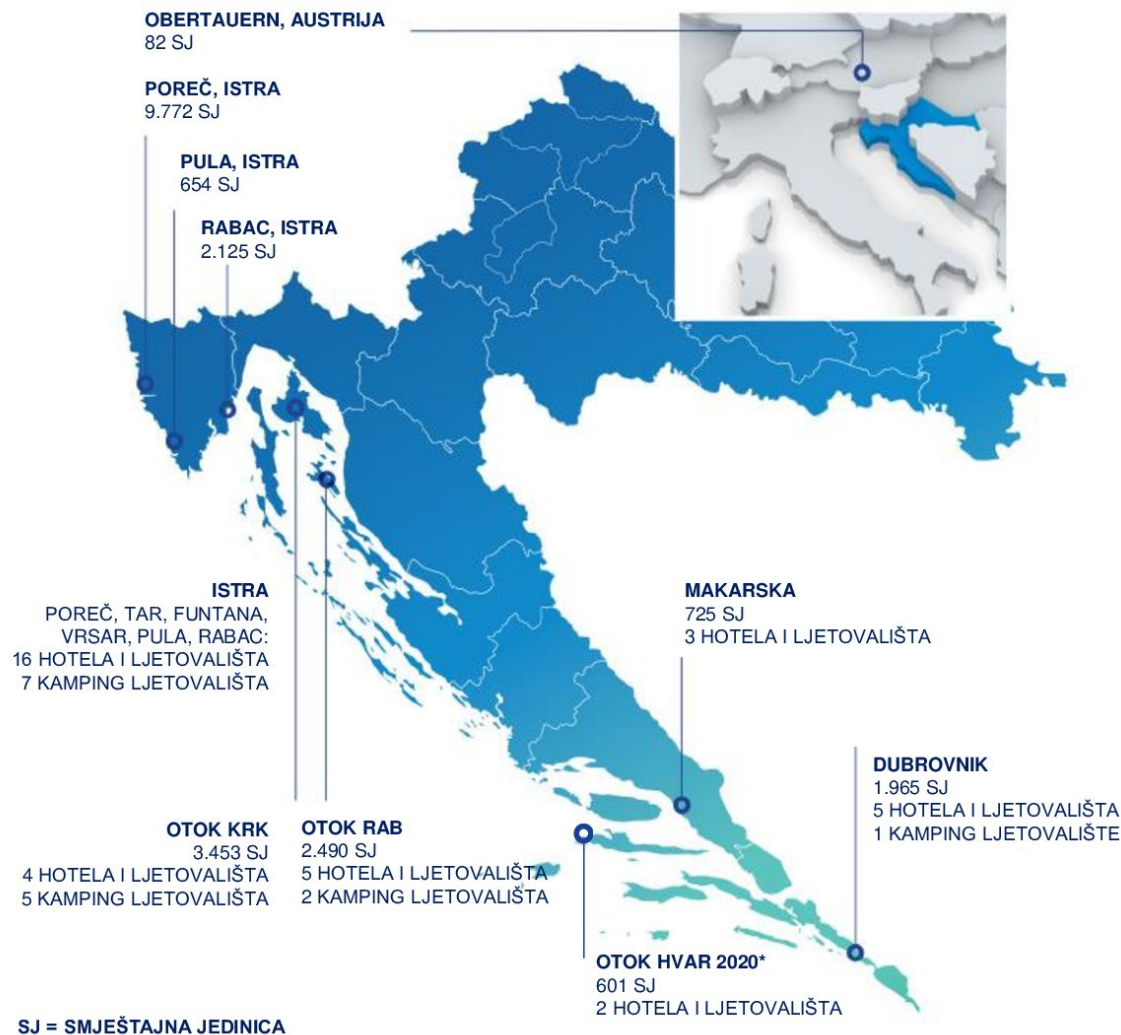 OBERTAUERN, AUSTRIJA
82 SJ
POREČ, ISTRA
9.772 SJ
PULA, ISTRA
654 SJ
RABAC, ISTRA
2.125 SJ
ISTRA
POREČ, TAR, FUNTANA,
VRSAR, PULA, RABAC:
16 HOTELA I LJETOVALIŠTA
7 KAMPING LJETOVALIŠTA
MAKARSKA
725 SJ
3 HOTELA I LJETOVALIŠTA
DUBROVNIK
1.965 SJ
5 HOTELA I LJETOVALIŠTA
1 KAMPING LJETOVALIŠTE
OTOK KRK
3.453 SJ
4 HOTELA I LJETOVALIŠTA
5 KAMPING LJETOVALIŠTA
OTOK RAB
2.490 SJ
5 HOTELA I LJETOVALIŠTA
2 KAMPING LJETOVALIŠTA
OTOK HVAR 2020*
601 SJ
2 HOTELA I LJETOVALIŠTA
SJ = SMJEŠTAJNA JEDINICA